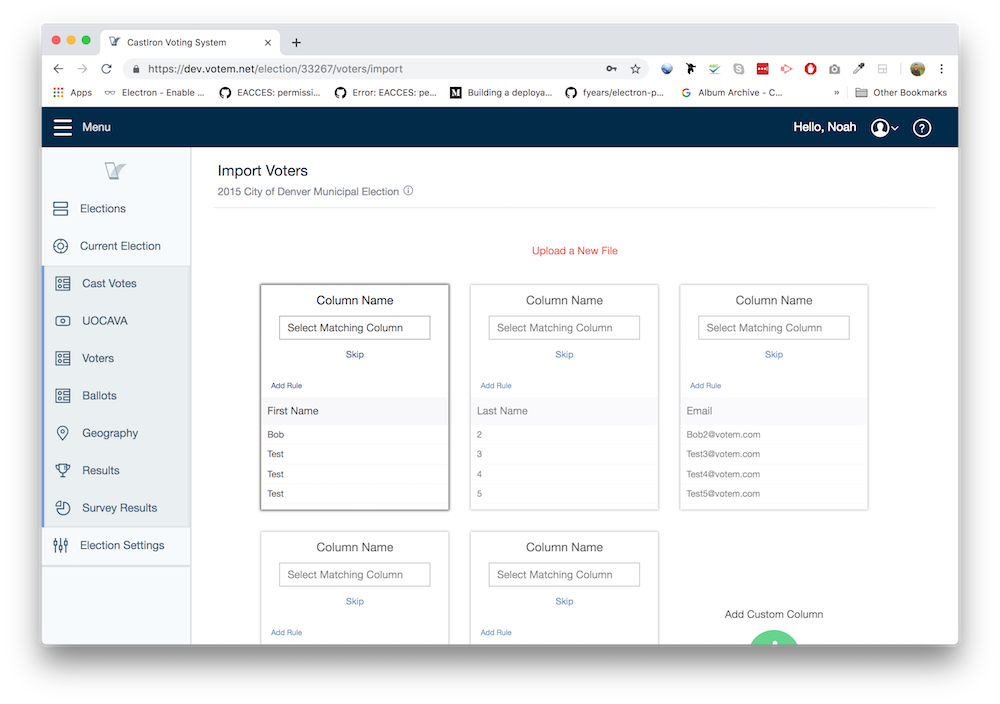 CastIron Voting System
https://dev.votem.net/election/33267/voters/import
Apps Electron - Enable ... EACCES: permissi... Error: EACCES: pe... Building a deploya... fyears/electron-p... Album Archive - C... » Other Bookmarks
Menu
Hello, Noah
Import Voters
2015 City of Denver Municipal Election
Elections
Current Election
Cast Votes
UOCAVA
Voters
Ballots
Geography
Results
Survey Results
Election Settings
Upload a New File
Column Name
Select Matching Column
Skip
Add Rule
First Name
Bob
Test
Test
Test
Column Name
Select Matching Column
Skip
Add Rule
Last Name
2
3
4
5
Column Name
Select Matching Column
Skip
Add Rule
Email
Bob2@votem.com
Test3@votem.com
Test4@votem.com
Test5@votem.com
Column Name
Select Matching Column
Skip
Add Rule
Column Name
Select Matching Column
Skip
Add Rule
Add Custom Column